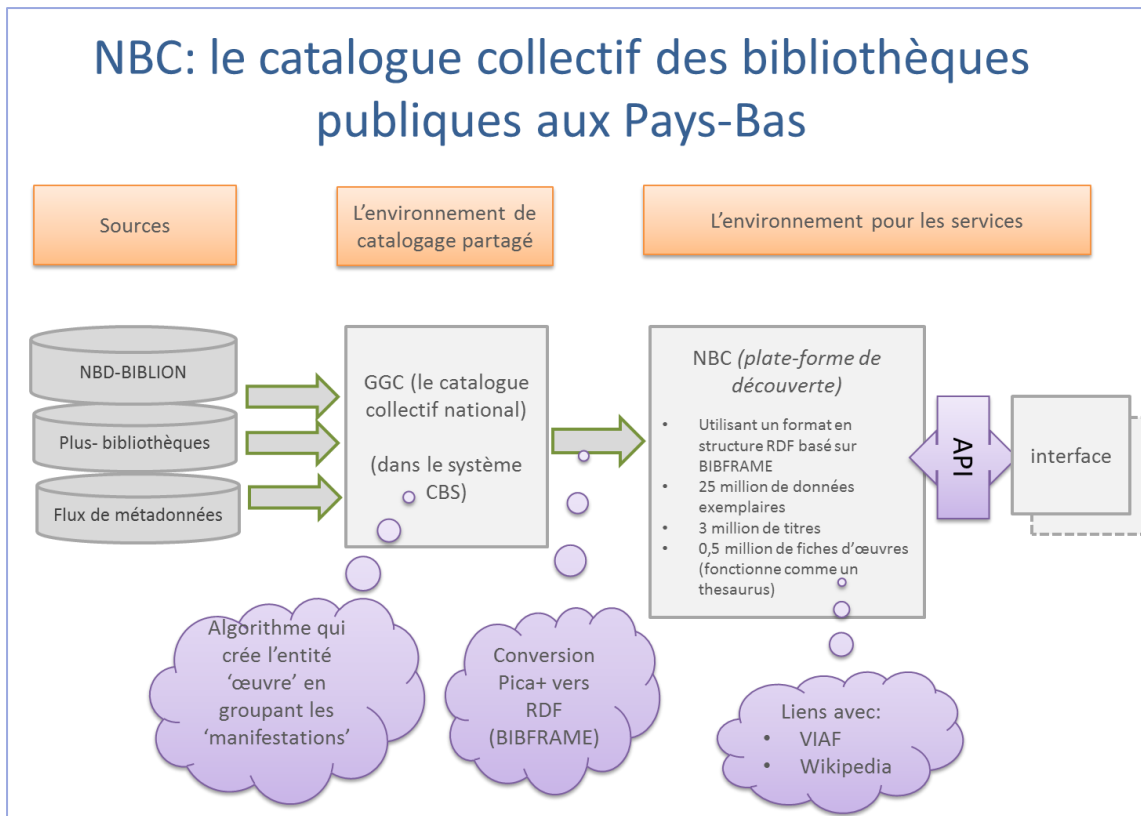 NBC: le catalogue collectif des bibliothèques
publiques aux Pays-Bas
Sources
L'environnement de
catalogage partagé
L'environnement pour les services
NBD-BIBLION
Plus- bibliothèques
Flux de métadonnées
GGC (le catalogue
collectif national)
(dans le système
CBS)
NBC (plate-forme de
découverte)
• Utilisant un format en
structure RDF basé sur
BIBFRAME
• 25 million de données
exemplaires
• 3 million de titres
• 0,5 million de fiches d'œuvres
(fonctionne comme un
thesaurus)
API
interface
Algorithme qui
crée l'entité
'œuvre' en
groupant les
'manifestations'
Conversion
Pica+ vers
RDF
(BIBFRAME)
Liens avec:
• VIAF
• Wikipedia